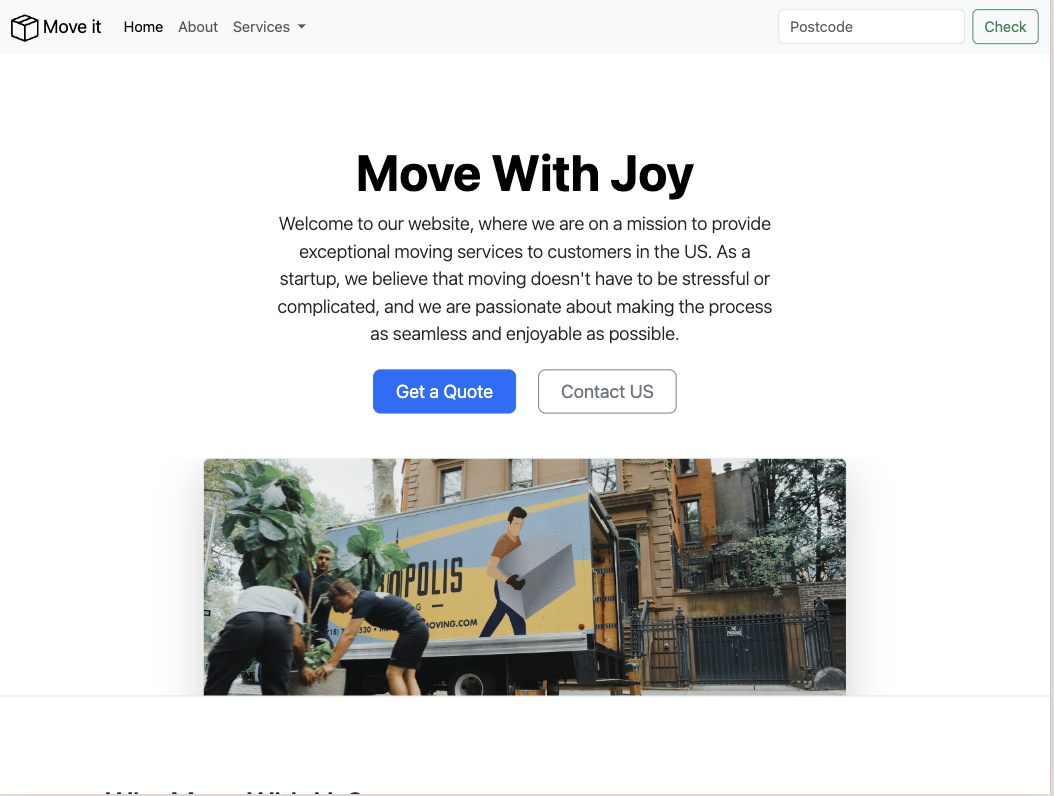 Move it Home About Services Postcode Check
Move With Joy
Welcome to our website, where we are on a mission to provide
exceptional moving services to customers in the US. As a
startup, we believe that moving doesn't have to be stressful or
complicated, and we are passionate about making the process
as seamless and enjoyable as possible.
Get a Quote Contact US
POLIS
MOVING.COM
NO
PARKING